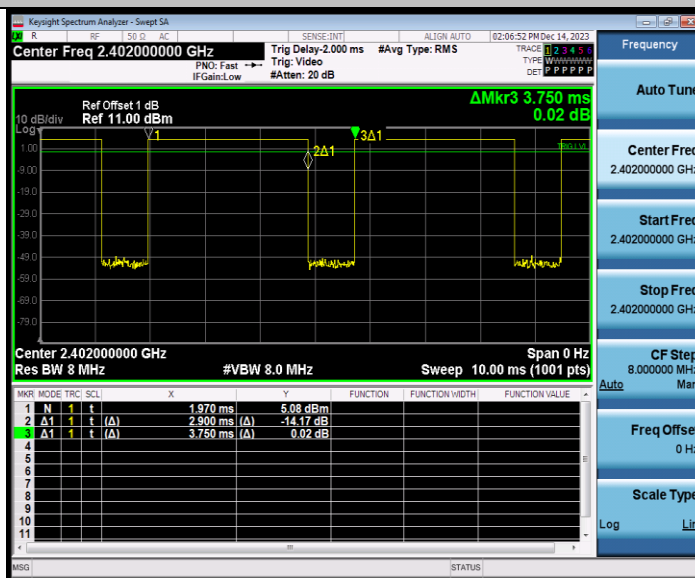 Keysight Spectrum Analyzer - Swept SA
R RF 50 Ω AC SENSE:INT ALIGN AUTO 02:06:52 PM Dec 14, 2023
Center Freq 2.402000000 GHz
PNO: Fast
IFGain:Low
Trig Delay-2.000 ms
Trig: Video
#Atten: 20 dB
#Avg Type: RMS
TRACE 1 2 3 4 5 6
TYPE WWWWWW
DET P P P P P P
Ref Offset 1 dB
10 dB/div Ref 11.00 dBm
ΔMkr3 3.750 ms
0.02 dB
Log
1
3Δ1
2Δ1
TRIG LVL
1.00
-9.00
-19.0
-29.0
-39.0
-49.0
-59.0
-69.0
-79.0
Center 2.402000000 GHz Span 0 Hz
Res BW 8 MHz #VBW 8.0 MHz Sweep 10.00 ms (1001 pts)
MKR MODE TRC SCL X Y FUNCTION FUNCTION WIDTH FUNCTION VALUE
1 N 1 t 1.970 ms 5.08 dBm
2 Δ1 1 t (Δ) 2.900 ms (Δ) -14.17 dB
3 Δ1 1 t (Δ) 3.750 ms (Δ) 0.02 dB
4
5
6
7
8
9
10
11
MSG STATUS
Frequency
Auto Tune
Center Freq
2.402000000 GHz
Start Freq
2.402000000 GHz
Stop Freq
2.402000000 GHz
CF Step
8.000000 MHz
Auto Man
Freq Offset
0 Hz
Scale Type
Log Lin